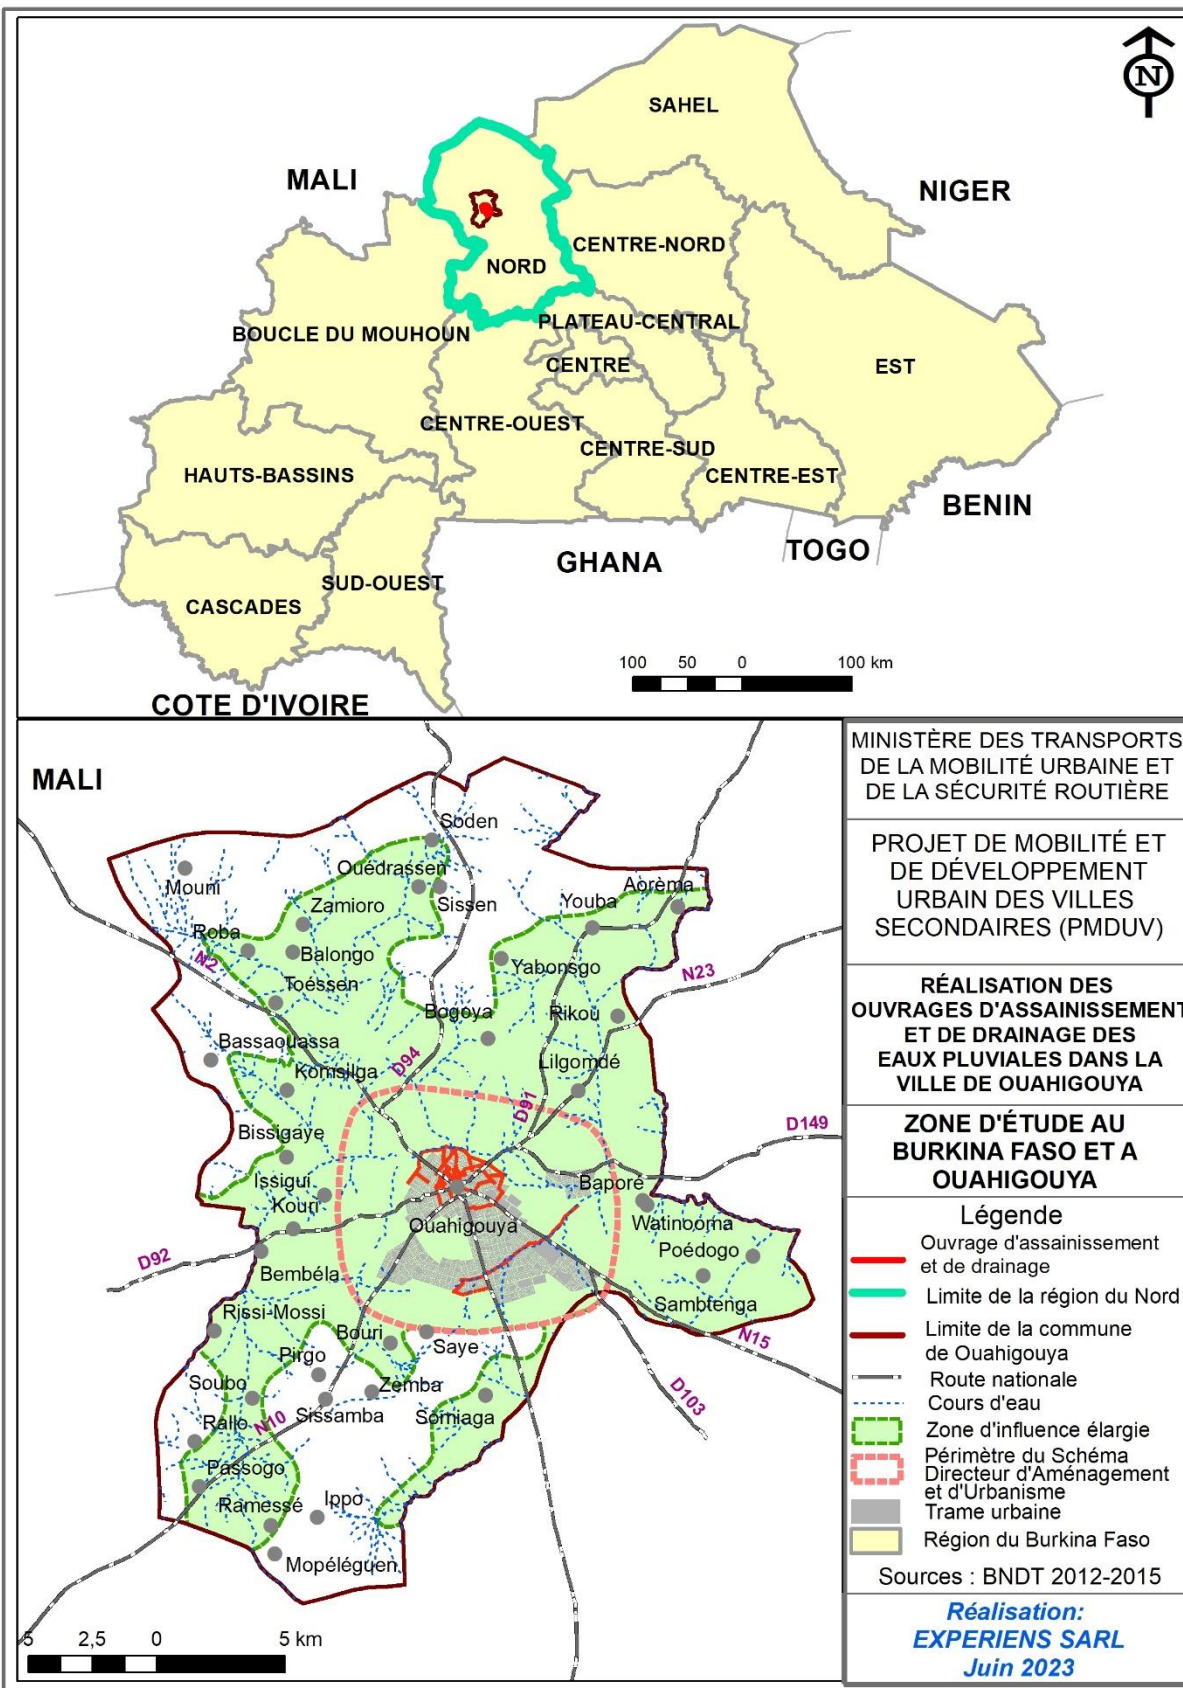 N
SAHEL
MALI
NIGER
CENTRE-NORD
NORD
PLATEAU-CENTRAL
BOUCLE DU MOUHOUN
CENTRE
EST
CENTRE-OUEST
CENTRE-SUD
HAUTS-BASSINS
CENTRE-EST
BENIN
TOGO
GHANA
SUD-OUEST
CASCADES
100 50 0 100 km
COTE D'IVOIRE
MALI
Soden
Ouédrassen
Mouni
Sissen
Aorèma
Youba
Zamioro
Roba
Balongo
N2
Yabonsgo
N23
Toéssen
Bogoya
Rikou
Bassaouassa
Komsilga
D94
Lilgomdé
D91
D149
Bissigaye
Issigui
Baporé
Kouri
Ouahigouya
Watinooma
Poédogo
D92
Bembéla
Sambtenga
Rissi-Mossi
Bouri
Saye
N15
Pirgo
Soubo
Zemba
D103
Rallo
N10
Sissamba
Somiaga
Passogo
Ramessé
Ippo
Mopéléguen
5 2,5 0 5 km
MINISTÈRE DES TRANSPORTS
DE LA MOBILITÉ URBAINE ET
DE LA SÉCURITÉ ROUTIÈRE
PROJET DE MOBILITÉ ET
DE DÉVELOPPEMENT
URBAIN DES VILLES
SECONDAIRES (PMDUV)
RÉALISATION DES
OUVRAGES D'ASSAINISSEMENT
ET DE DRAINAGE DES
EAUX PLUVIALES DANS LA
VILLE DE OUAHIGOUYA
ZONE D'ÉTUDE AU
BURKINA FASO ET A
OUAHIGOUYA
Légende
Ouvrage d'assainissement
et de drainage
Limite de la région du Nord
Limite de la commune
de Ouahigouya
Route nationale
Cours d'eau
Zone d'influence élargie
Périmètre du Schéma
Directeur d'Aménagement
et d'Urbanisme
Trame urbaine
Région du Burkina Faso
Sources : BNDT 2012-2015
Réalisation:
EXPERIENS SARL
Juin 2023